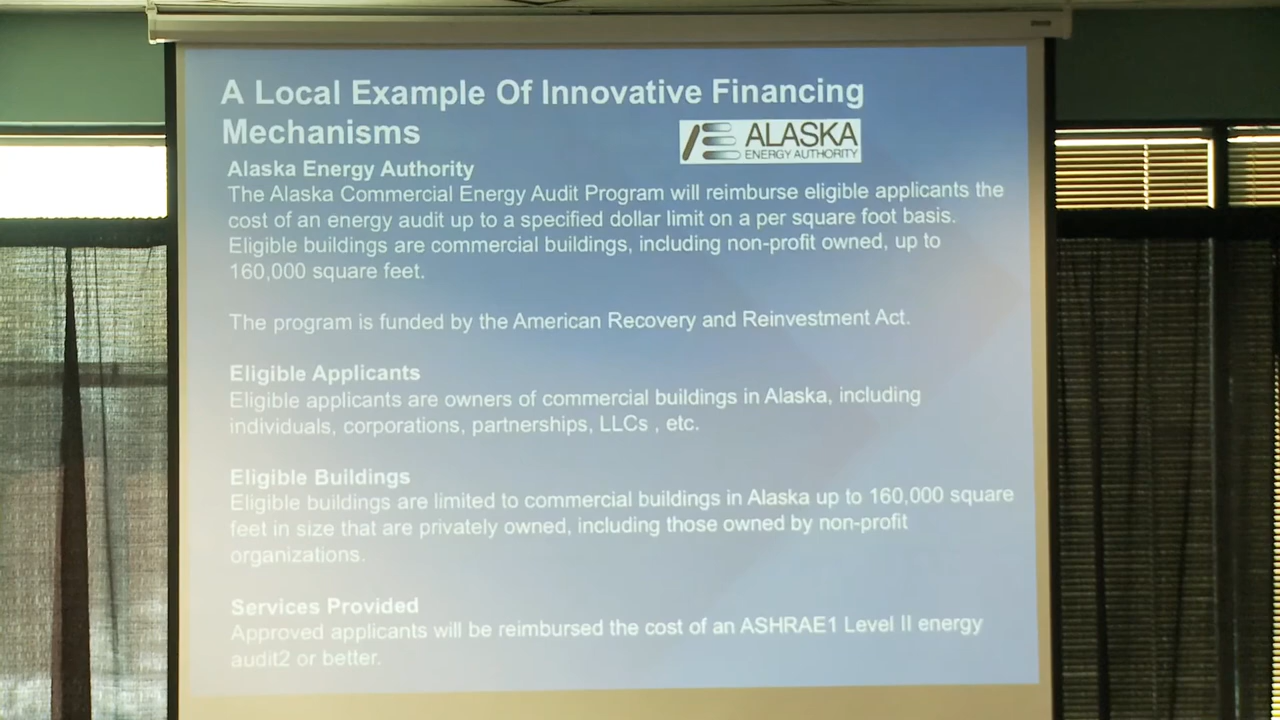 A Local Example Of Innovative Financing
Mechanisms
ALASKA
ENERGY AUTHORITY
Alaska Energy Authority
The Alaska Commercial Energy Audit Program will reimburse eligible applicants the
cost of an energy audit up to a specified dollar limit on a per square foot basis.
Eligible buildings are commercial buildings, including non-profit owned, up to
160,000 square feet.
The program is funded by the American Recovery and Reinvestment Act.
Eligible Applicants
Eligible applicants are owners of commercial buildings in Alaska, including
individuals, corporations, partnerships, LLCs , etc.
Eligible Buildings
Eligible buildings are limited to commercial buildings in Alaska up to 160,000 square
feet in size that are privately owned, including those owned by non-profit
organizations.
Services Provided
Approved applicants will be reimbursed the cost of an ASHRAE1 Level II energy
audit2 or better.